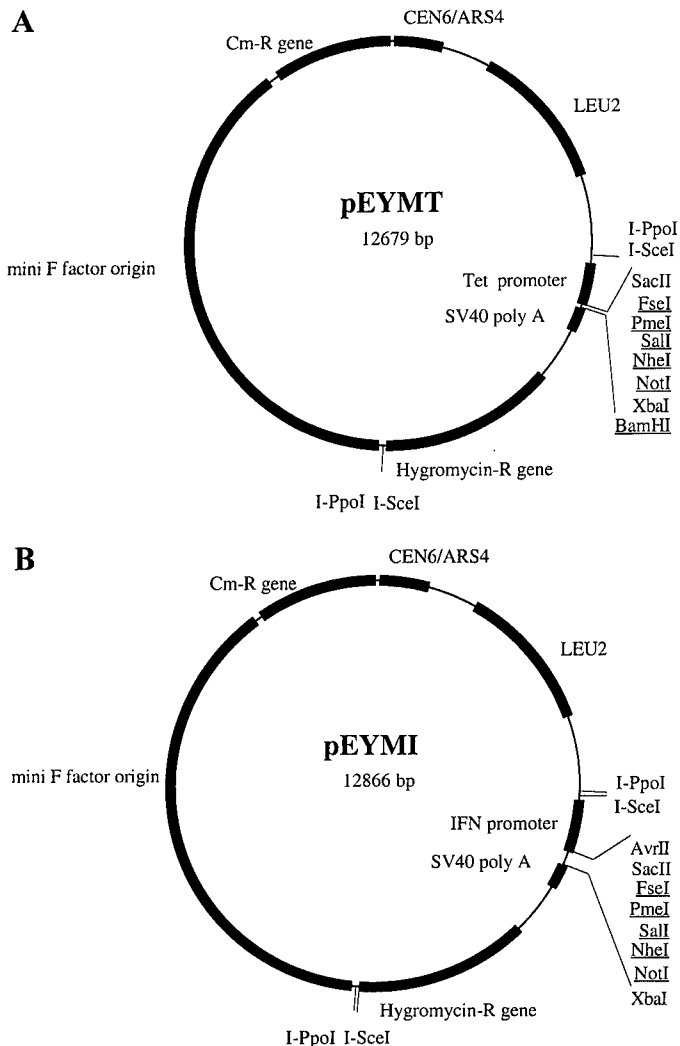 A
CEN6/ARS4
Cm-R gene
LEU2
pEYMT
12679 bp
I-PpoI
I-SceI
mini F factor origin
Tet promoter
SacII
SV40 poly A
FseI
PmeI
SalI
NheI
NotI
XbaI
BamHI
Hygromycin-R gene
I-PpoI I-SceI
B
CEN6/ARS4
Cm-R gene
LEU2
pEYMI
12866 bp
mini F factor origin
I-PpoI
I-SceI
IFN promoter
AvrII
SV40 poly A
SacII
FseI
PmeI
SalI
NheI
NotI
XbaI
Hygromycin-R gene
I-PpoI I-SceI